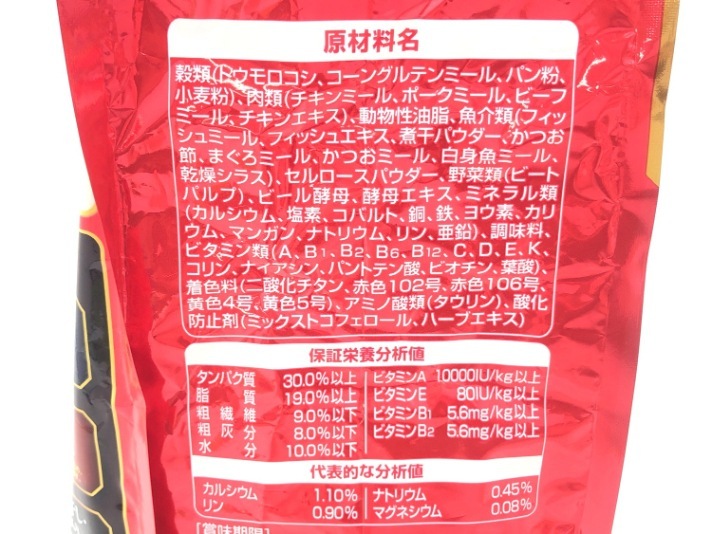 原材料名
穀類(トウモロコシ、コーングルテンミール、パン粉、
小麦粉)、肉類(チキンミール、ポークミール、ビーフ
ミール、チキンエキス)、動物性油脂、魚介類(フィッ
シュミール、フィッシュエキス、煮干パウダー、かつお
節、まぐろミール、かつおミール、白身魚ミール、
乾燥シラス)、セルロースパウダー、野菜類(ビート
パルプ)、ビール酵母、酵母エキス、ミネラル類
(カルシウム、塩素、コバルト、銅、鉄、ヨウ素、カリ
ウム、マンガン、ナトリウム、リン、亜鉛)、調味料、
ビタミン類(A、B1、B2、B6、B12、C、D、E、K、
コリン、ナイアシン、パントテン酸、ビオチン、葉酸)、
着色料(二酸化チタン、赤色102号、赤色106号、
黄色4号、黄色5号)、アミノ酸類(タウリン)、酸化
防止剤(ミックストコフェロール、ハーブエキス)
保証栄養分析値
タンパク質 30.0%以上 ビタミンA 10000IU/kg以上
脂質 19.0%以上 ビタミンE 80IU/kg以上
粗繊維 9.0%以下 ビタミンB1 5.6mg/kg以上
粗灰分 8.0%以下 ビタミンB2 5.6mg/kg以上
水分 10.0%以下
代表的な分析値
カルシウム 1.10% ナトリウム 0.45%
リン 0.90% マグネシウム 0.08%
[賞味期限]